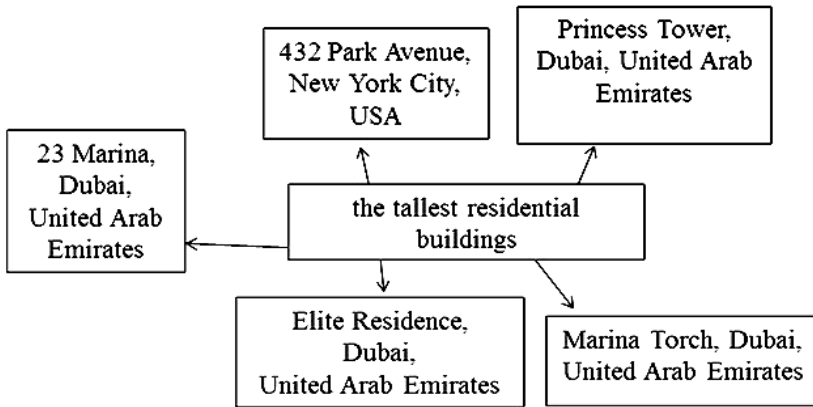 432 Park Avenue,
New York City,
USA
Princess Tower,
Dubai, United Arab
Emirates
23 Marina,
Dubai,
United Arab
Emirates
the tallest residential
buildings
Elite Residence,
Dubai,
United Arab Emirates
Marina Torch, Dubai,
United Arab Emirates